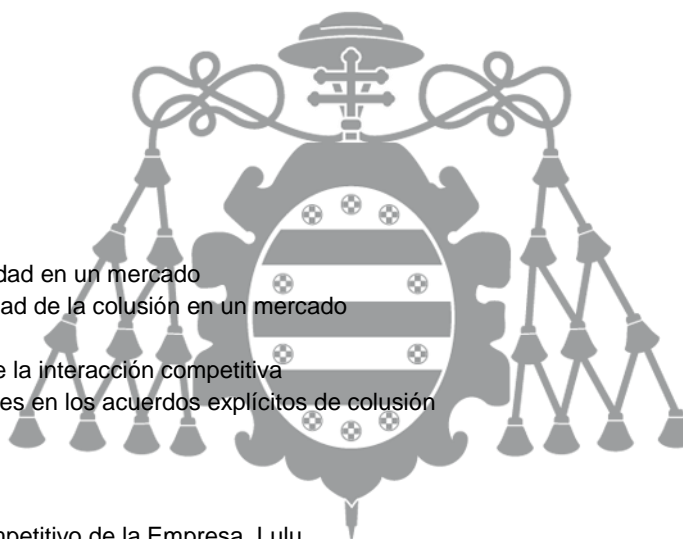 dad en un mercado
dad de la colusión en un mercado
e la interacción competitiva
es en los acuerdos explícitos de colusión
mpetitivo de la Empresa, Lulu